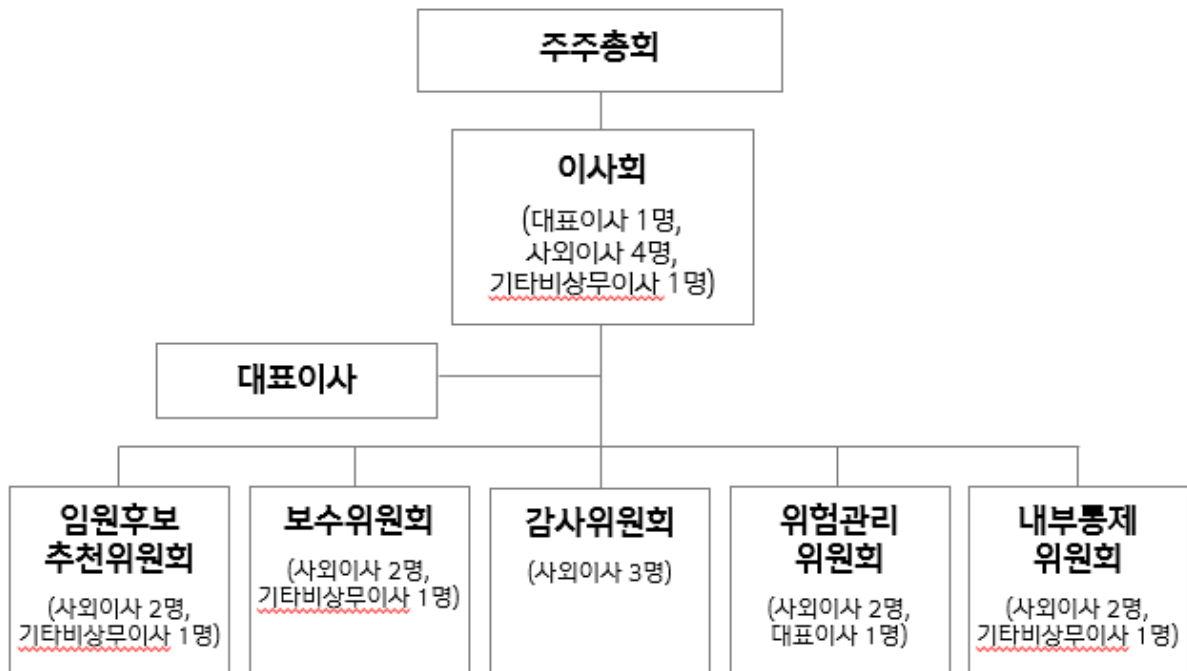 주주총회
이사회
(대표이사 1명,
사외이사 4명,
기타비상무이사 1명)
대표이사
임원후보
추천위원회
(사외이사 2명,
기타비상무이사 1명)
보수위원회
(사외이사 2명,
기타비상무이사 1명)
감사위원회
(사외이사 3명)
위험관리
위원회
(사외이사 2명,
대표이사 1명)
내부통제
위원회
(사외이사 2명,
기타비상무이사 1명)